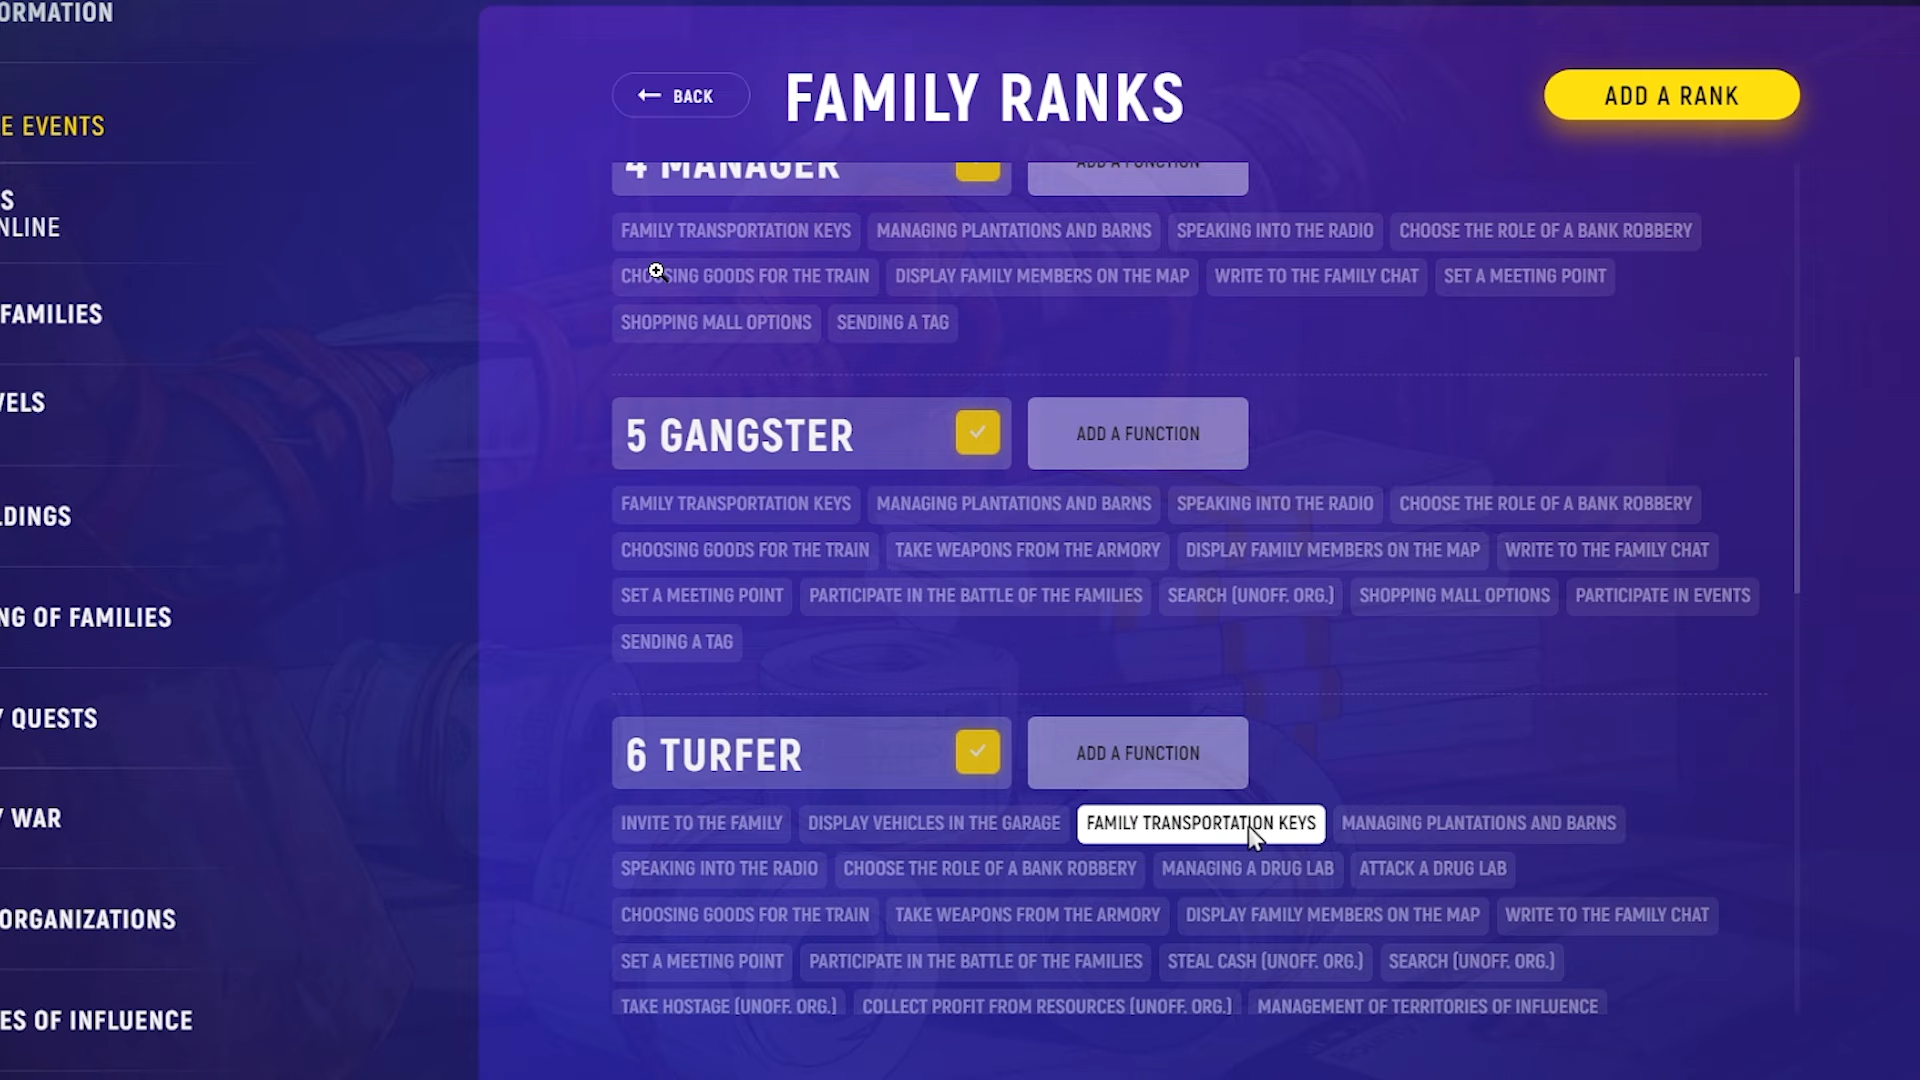 ORMATION
E EVENTS
S
NLINE
FAMILIES
VELS
LDINGS
NG OF FAMILIES
Y QUESTS
Y WAR
ORGANIZATIONS
ES OF INFLUENCE
BACK
FAMILY RANKS
ADD A RANK
4 MANAGER
ADD A FUNCTION
FAMILY TRANSPORTATION KEYS MANAGING PLANTATIONS AND BARNS SPEAKING INTO THE RADIO CHOOSE THE ROLE OF A BANK ROBBERY
CHOOSING GOODS FOR THE TRAIN DISPLAY FAMILY MEMBERS ON THE MAP WRITE TO THE FAMILY CHAT SET A MEETING POINT
SHOPPING MALL OPTIONS SENDING A TAG
5 GANGSTER
ADD A FUNCTION
FAMILY TRANSPORTATION KEYS MANAGING PLANTATIONS AND BARNS SPEAKING INTO THE RADIO CHOOSE THE ROLE OF A BANK ROBBERY
CHOOSING GOODS FOR THE TRAIN TAKE WEAPONS FROM THE ARMORY DISPLAY FAMILY MEMBERS ON THE MAP WRITE TO THE FAMILY CHAT
SET A MEETING POINT PARTICIPATE IN THE BATTLE OF THE FAMILIES SEARCH (UNOFF. ORG.) SHOPPING MALL OPTIONS PARTICIPATE IN EVENTS
SENDING A TAG
6 TURFER
ADD A FUNCTION
INVITE TO THE FAMILY DISPLAY VEHICLES IN THE GARAGE FAMILY TRANSPORTATION KEYS MANAGING PLANTATIONS AND BARNS
SPEAKING INTO THE RADIO CHOOSE THE ROLE OF A BANK ROBBERY MANAGING A DRUG LAB ATTACK A DRUG LAB
CHOOSING GOODS FOR THE TRAIN TAKE WEAPONS FROM THE ARMORY DISPLAY FAMILY MEMBERS ON THE MAP WRITE TO THE FAMILY CHAT
SET A MEETING POINT PARTICIPATE IN THE BATTLE OF THE FAMILIES STEAL CASH (UNOFF. ORG.) SEARCH (UNOFF. ORG.)
TAKE HOSTAGE (UNOFF. ORG.) COLLECT PROFIT FROM RESOURCES (UNOFF. ORG.) MANAGEMENT OF TERRITORIES OF INFLUENCE